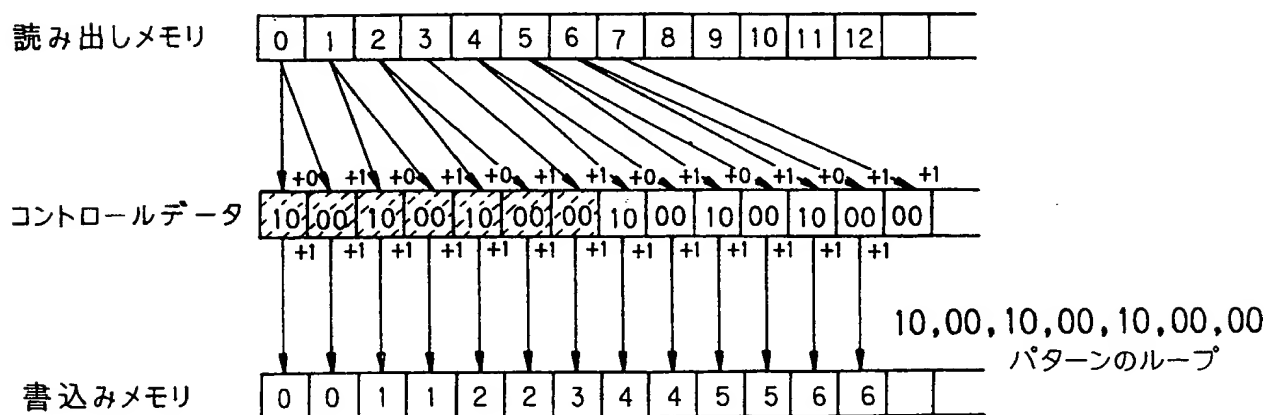 読み出しメモリ 0 1 2 3 4 5 6 7 8 9 10 11 12
+0 +1 +0 +1 +0 +1 +1 +0 +1 +0 +1 +0 +1 +1
コントロールデータ 10 00 10 00 10 00 00 10 00 10 00 10 00 00
+1 +1 +1 +1 +1 +1 +1 +1 +1 +1 +1 +1 +1
10,00,10,00,10,00,00
パターンのループ
書込みメモリ 0 0 1 1 2 2 3 4 4 5 5 6 6